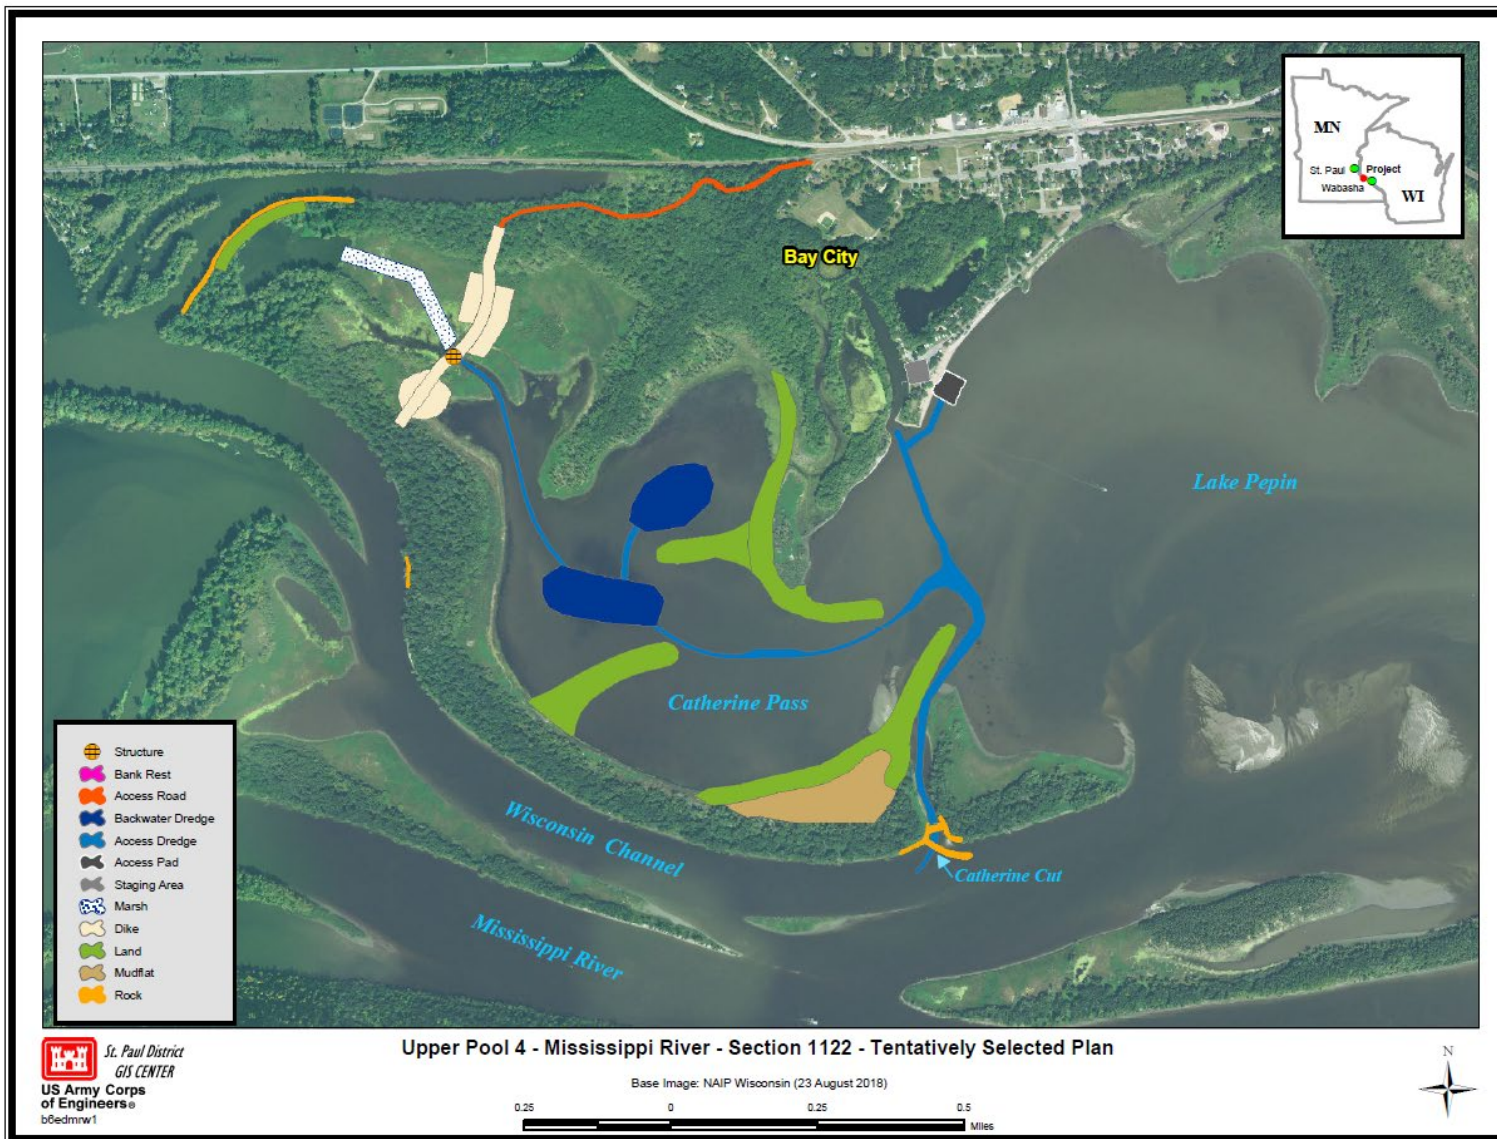 MN
St. Paul
Project
Wabasha
WI
Bay City
Lake Pepin
Catherine Pass
Wisconsin Channel
Catherine Cut
Mississippi River
Structure
Bank Rest
Access Road
Backwater Dredge
Access Dredge
Access Pad
Staging Area
Marsh
Dike
Land
Mudflat
Rock
St. Paul District
GIS CENTER
US Army Corps
of Engineers®
b6edmrw1
Upper Pool 4 - Mississippi River - Section 1122 - Tentatively Selected Plan
Base Image: NAIP Wisconsin (23 August 2018)
0.25 0 0.25 0.5
Miles
N